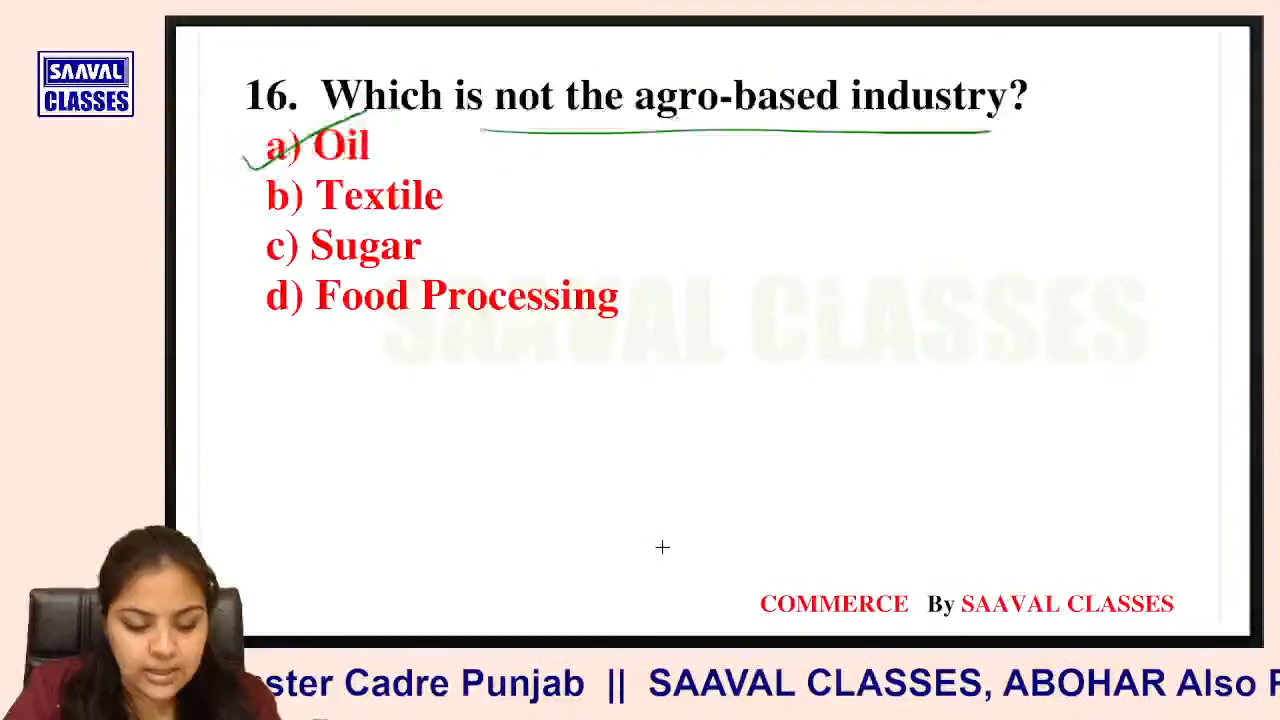 SAAVAL
CLASSES
16. Which is not the agro-based industry?
a) Oil
b) Textile
c) Sugar
d) Food Processing
SAAVAL CLASSES
COMMERCE By SAAVAL CLASSES
ster Cadre Punjab || SAAVAL CLASSES, ABOHAR Also